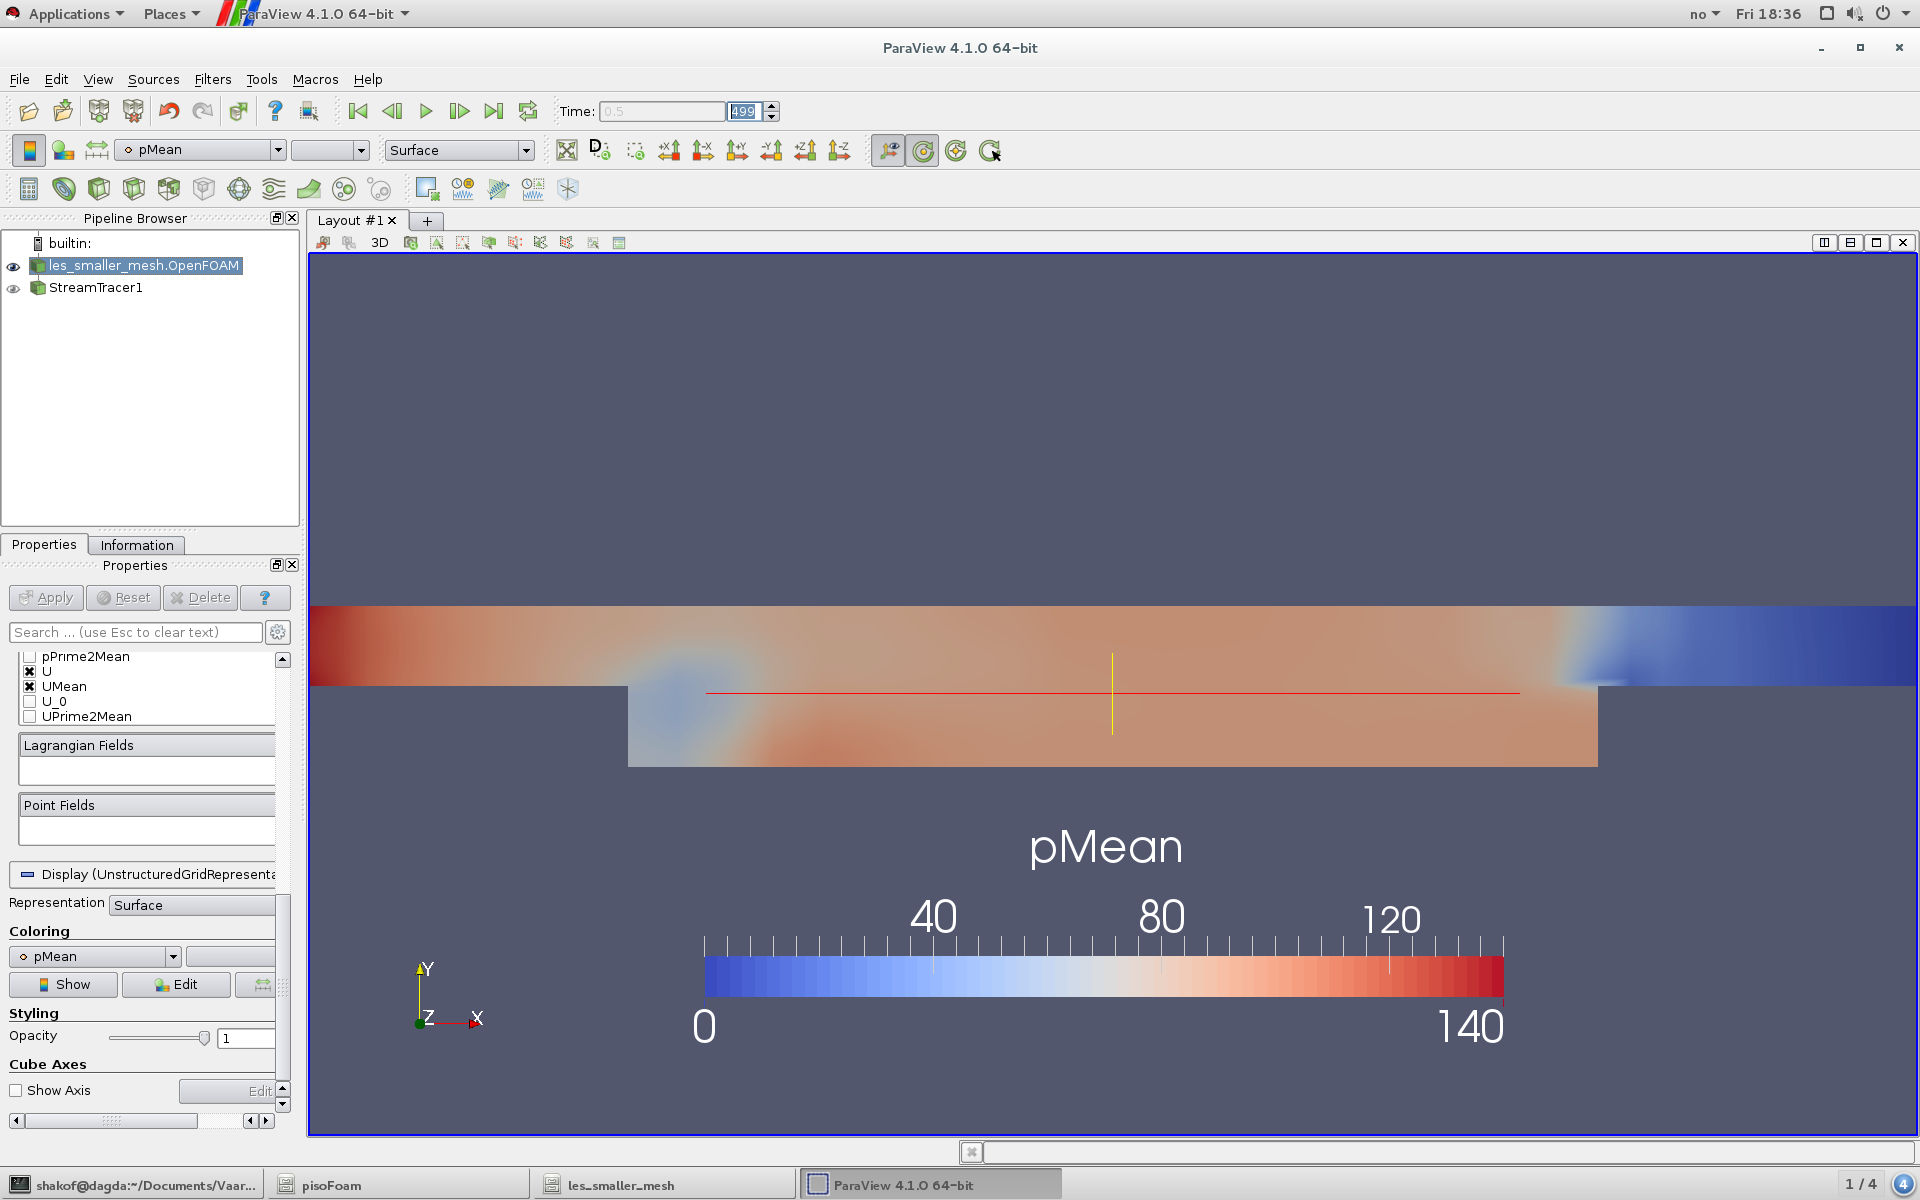 Applications Places ParaView 4.1.0 64-bit no Fri 18:36
ParaView 4.1.0 64-bit
File Edit View Sources Filters Tools Macros Help
Time: 0.5 499
pMean Surface D +X -X +Y -Y +Z -Z
Pipeline Browser
Layout #1 +
builtin:
3D
les_smaller_mesh.OpenFOAM
StreamTracer1
Properties Information
Properties
Apply Reset Delete ?
Search ... (use Esc to clear text)
pPrime2Mean
U
UMean
U_0
UPrime2Mean
Lagrangian Fields
Point Fields
Display (UnstructuredGridRepresenta
Representation Surface
Coloring
pMean
Show Edit
Styling
Opacity 1
Cube Axes
Show Axis Edit
pMean
40 80 120
0 140
Y
Z X
shakof@dagda:~/Documents/Vaar... pisoFoam les_smaller_mesh ParaView 4.1.0 64-bit 1 / 4 4